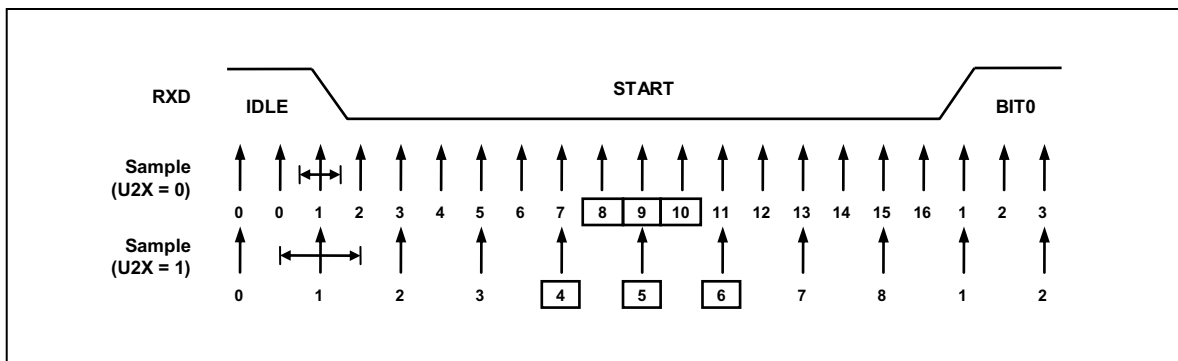 RXD
IDLE
START
BIT0
Sample
(U2X = 0)
0 0 1 2 3 4 5 6 7 8 9 10 11 12 13 14 15 16 1 2 3
Sample
(U2X = 1)
0 1 2 3 4 5 6 7 8 1 2